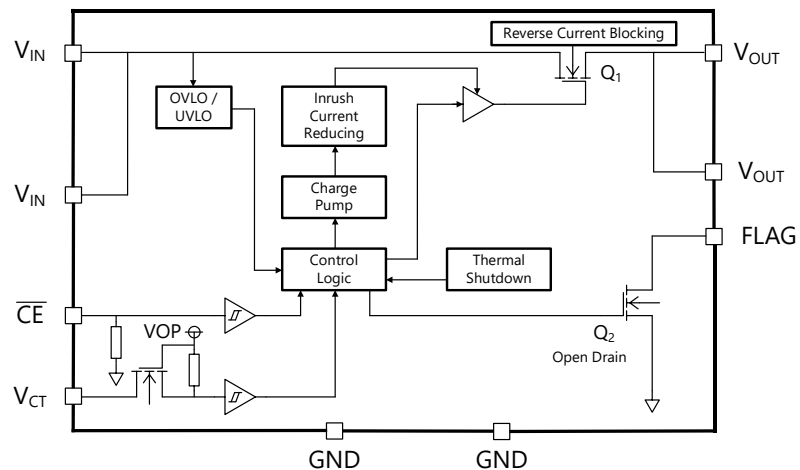 Reverse Current Blocking
VIN
VOUT
Q1
OVLO /
UVLO
Inrush
Current
Reducing
VIN
Charge
Pump
VOUT
FLAG
Control
Logic
Thermal
Shutdown
CE
VOP
Q2
Open Drain
VCT
GND
GND